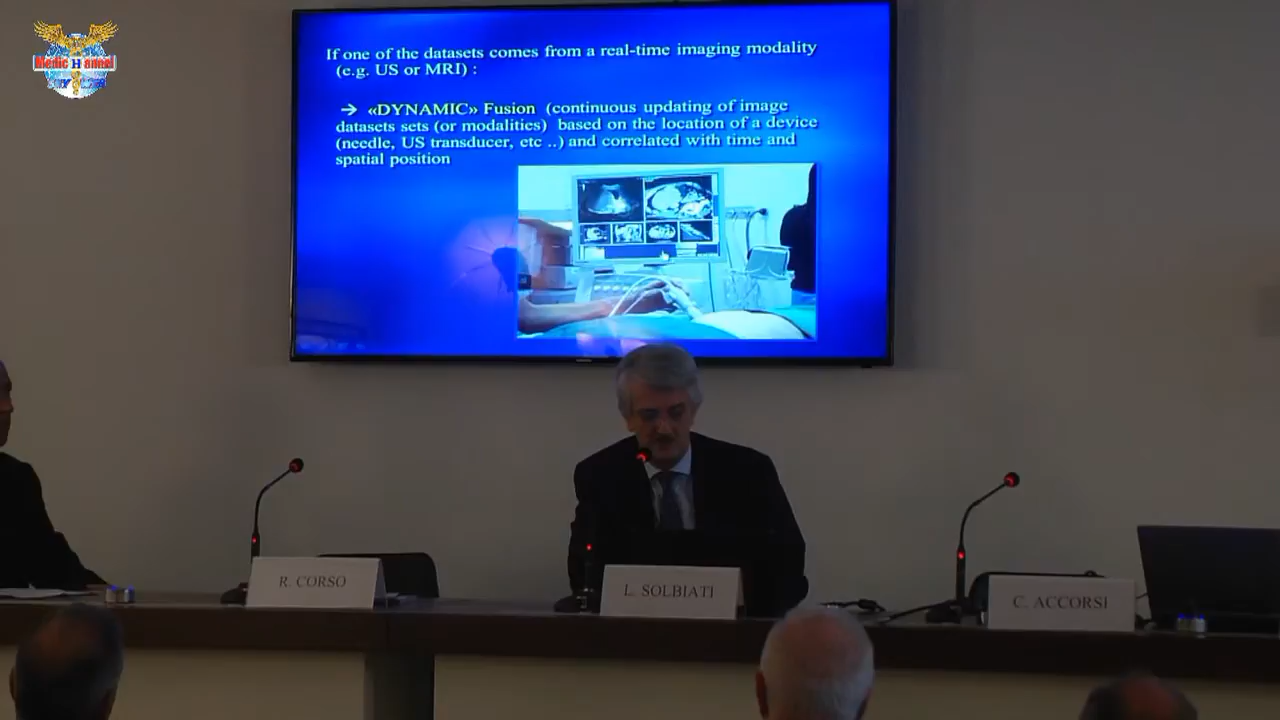 If one of the datasets comes from a real-time imaging modality
(e.g. US or MRI) :
→ «DYNAMIC» Fusion (continuous updating of image
datasets sets (or modalities) based on the location of a device
(needle, US transducer, etc ..) and correlated with time and
spatial position
Medic Hannel
R. CORSO
L. SOLBIATI
C. ACCORSI